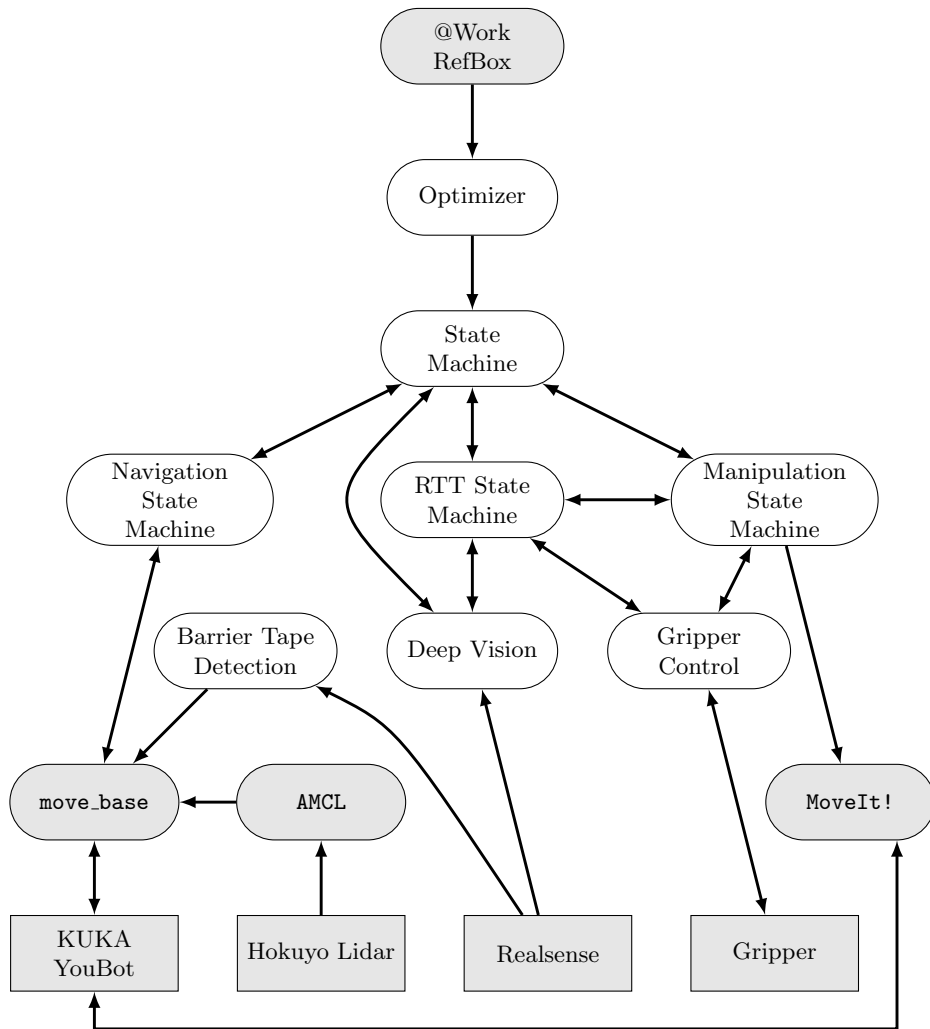 @Work
RefBox
Optimizer
State
Machine
Navigation
State
Machine
RTT State
Machine
Manipulation
State
Machine
Barrier Tape
Detection
Deep Vision
Gripper
Control
move_base
AMCL
MoveIt!
KUKA
YouBot
Hokuyo Lidar
Realsense
Gripper